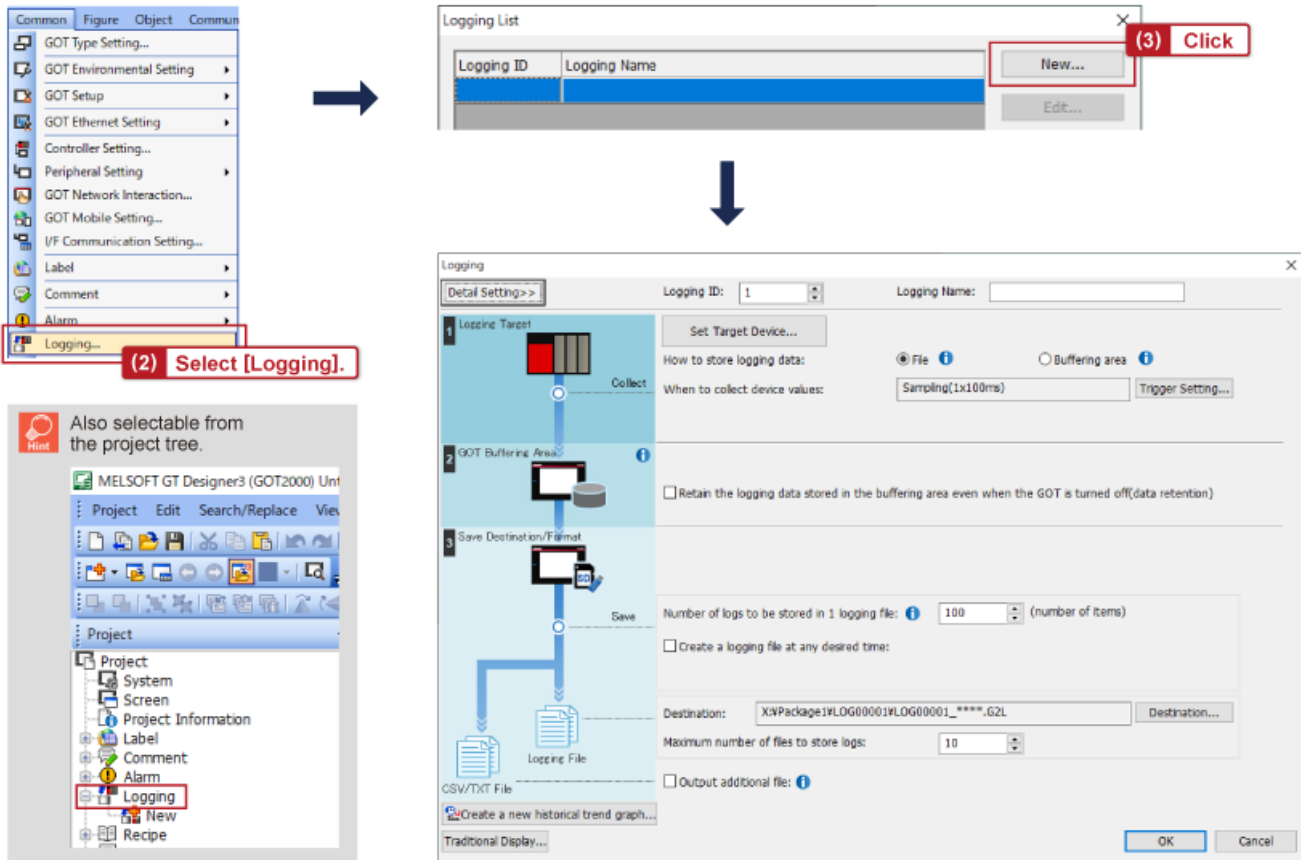 Common Figure Object Commun
GOT Type Setting...
GOT Environmental Setting
GOT Setup
GOT Ethernet Setting
Controller Setting...
Peripheral Setting
GOT Network Interaction...
GOT Mobile Setting...
I/F Communication Setting...
Label
Comment
Alarm
Logging...
(2) Select [Logging].
Hint
Also selectable from
the project tree.
MELSOFT GT Designer3 (GOT2000) Unt
Project Edit Search/Replace Viev
Project
Project
System
Screen
Project Information
Label
Comment
Alarm
Logging
New
Recipe
Logging List
Logging ID Logging Name
New...
Edit...
(3) Click
Logging
Detail Setting>>
Logging ID: 1
Logging Name:
1 Logging Target
Set Target Device...
How to store logging data: File Buffering area
Collect
When to collect device values: Sampling(1x100ms) Trigger Setting...
2 GOT Buffering Area
Retain the logging data stored in the buffering area even when the GOT is turned off(data retention)
3 Save Destination/Format
SD
Save
Number of logs to be stored in 1 logging file: 100 (number of items)
Create a logging file at any desired time:
Destination: X:¥Package1¥LOG00001¥LOG00001_****.G2L Destination...
Maximum number of files to store logs: 10
Logging File
CSV/TXT File
Output additional file:
Create a new historical trend graph...
Traditional Display...
OK Cancel